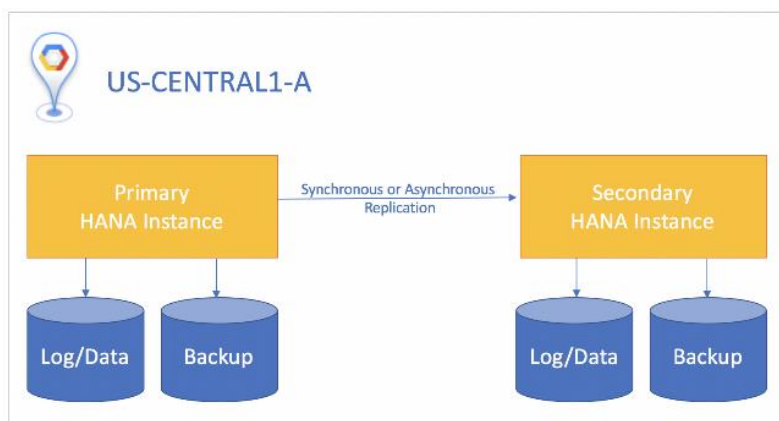 US-CENTRAL1-A
Primary
HANA Instance
Synchronous or Asynchronous
Replication
Secondary
HANA Instance
Log/Data
Backup
Log/Data
Backup